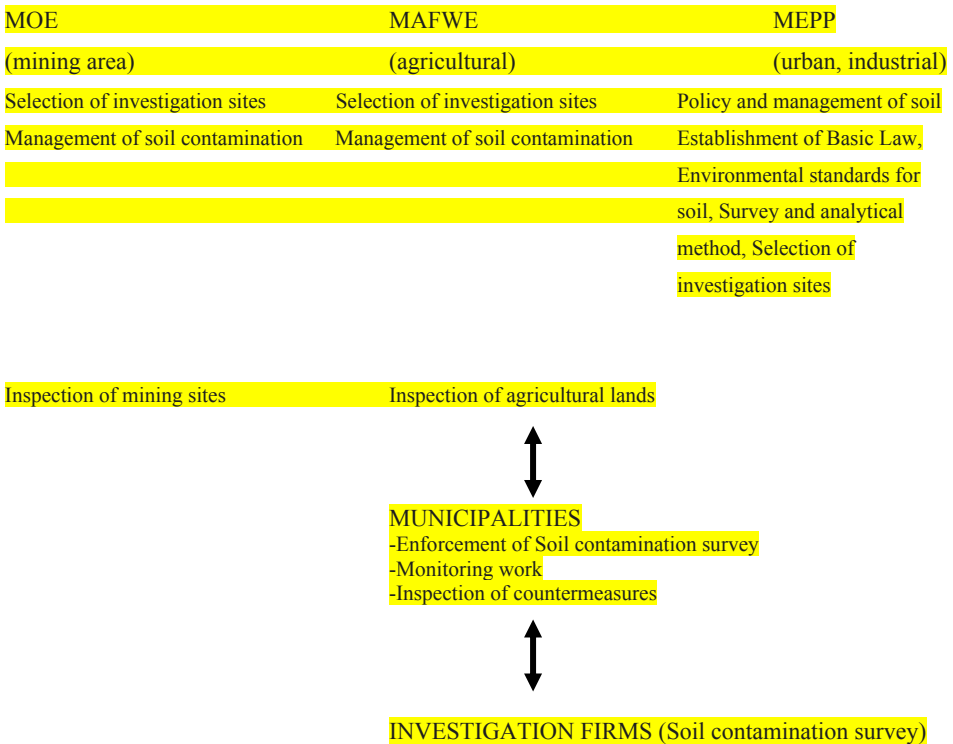 MOE MAFWE MEPP
(mining area) (agricultural) (urban, industrial)
Selection of investigation sites Selection of investigation sites Policy and management of soil
Management of soil contamination Management of soil contamination Establishment of Basic Law,
Environmental standards for
soil, Survey and analytical
method, Selection of
investigation sites
Inspection of mining sites Inspection of agricultural lands
MUNICIPALITIES
-Enforcement of Soil contamination survey
-Monitoring work
-Inspection of countermeasures
INVESTIGATION FIRMS (Soil contamination survey)